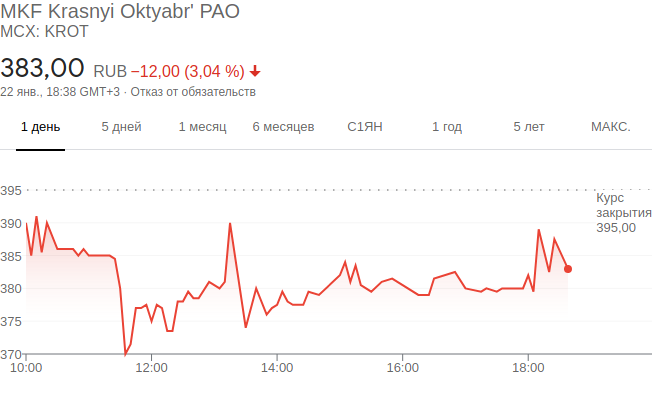 MKF Krasnyi Oktyabr' PAO
MCX: KROT
383,00 RUB −12,00 (3,04 %)
22 янв., 18:38 GMT+3 · Отказ от обязательств
1 день 5 дней 1 месяц 6 месяцев С1ЯН 1 год 5 лет МАКС.
395
Курс
закрытия
395,00
390
385
380
375
370
10:00 12:00 14:00 16:00 18:00